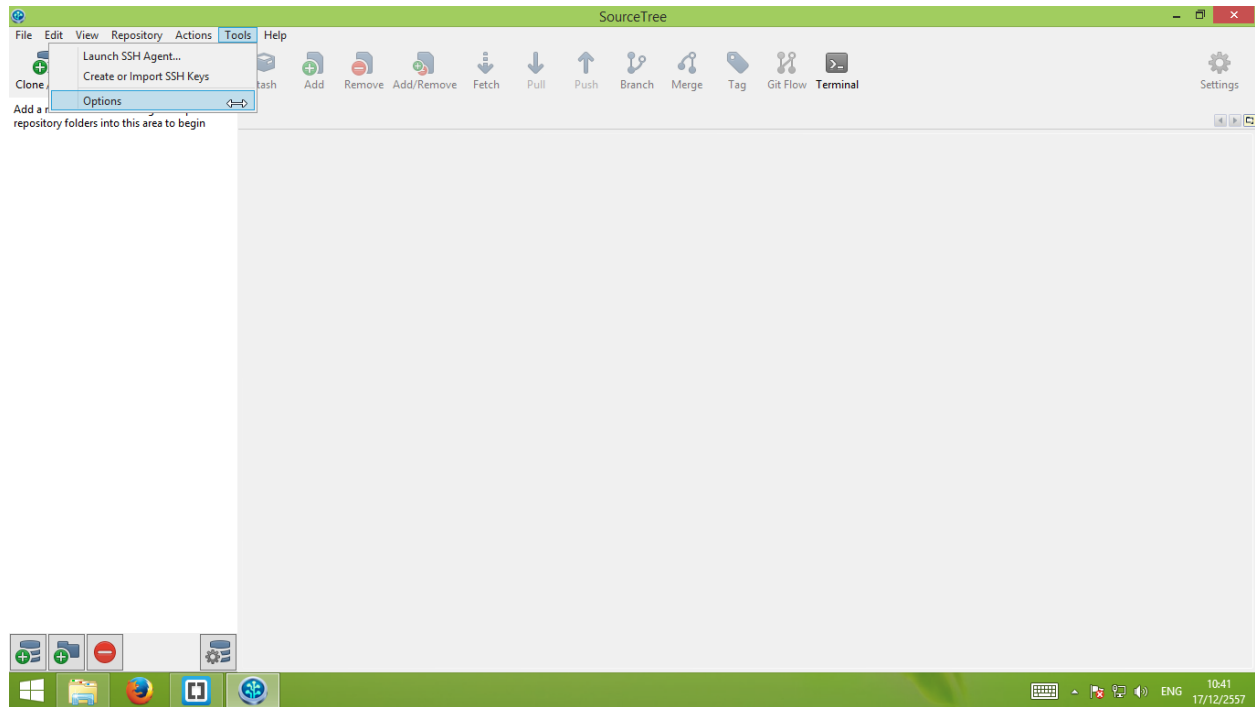 SourceTree
File Edit View Repository Actions Tools Help
Launch SSH Agent...
Create or Import SSH Keys
Options
Clone
tash Add Remove Add/Remove Fetch Pull Push Branch Merge Tag Git Flow Terminal Settings
Add a r
repository folders into this area to begin
ENG
10:41
17/12/2557